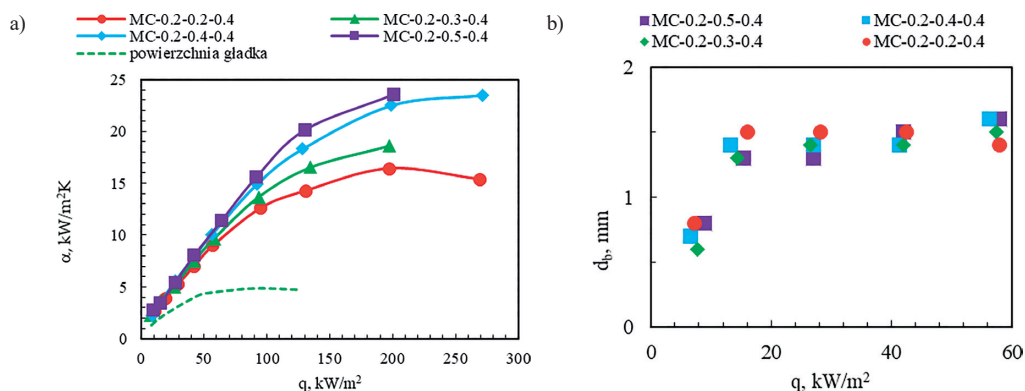 a)
MC-0.2-0.2-0.4 MC-0.2-0.3-0.4
MC-0.2-0.4-0.4 MC-0.2-0.5-0.4
powierzchnia gładka
25
20
15
10
5
0
α, kW/m²K
0 50 100 150 200 250 300
q, kW/m²
b)
MC-0.2-0.5-0.4 MC-0.2-0.4-0.4
MC-0.2-0.3-0.4 MC-0.2-0.2-0.4
2
1
0
d_b, mm
0 20 40 60
q, kW/m²